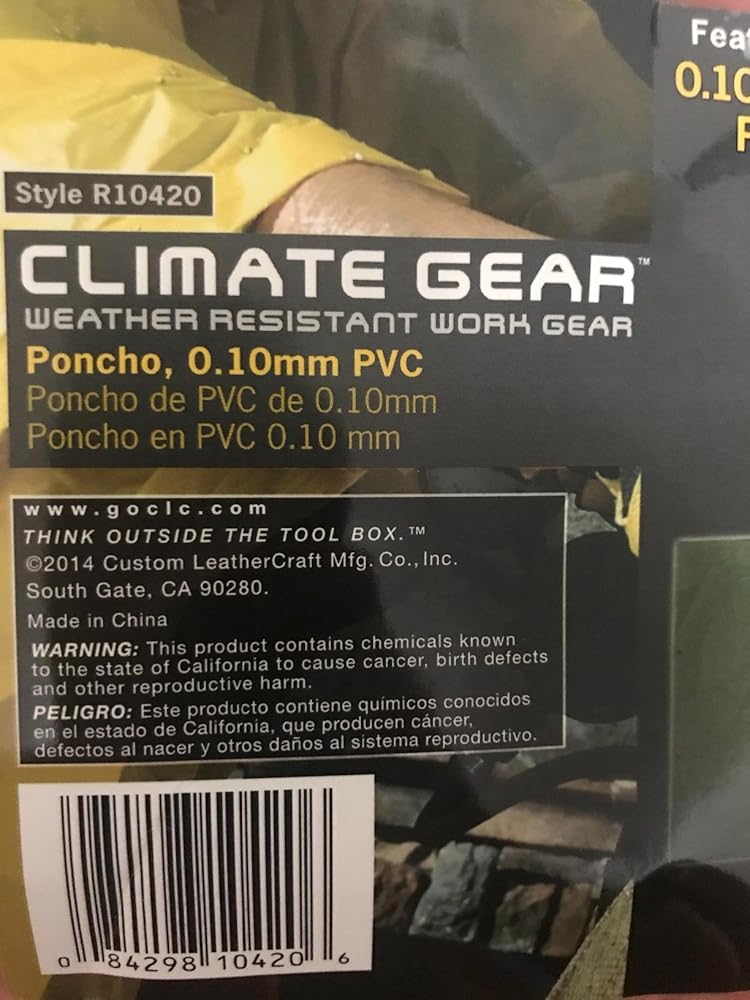 Style R10420
CLIMATE GEAR™
WEATHER RESISTANT WORK GEAR
Poncho, 0.10mm PVC
Poncho de PVC de 0.10mm
Poncho en PVC 0.10 mm
www.goclc.com
THINK OUTSIDE THE TOOL BOX.™
©2014 Custom LeatherCraft Mfg. Co., Inc.
South Gate, CA 90280.
Made in China
WARNING: This product contains chemicals known
to the state of California to cause cancer, birth defects
and other reproductive harm.
PELIGRO: Este producto contiene químicos conocidos
en el estado de California, que producen cáncer,
defectos al nacer y otros daños al sistema reproductivo.
0 84298 10420 6